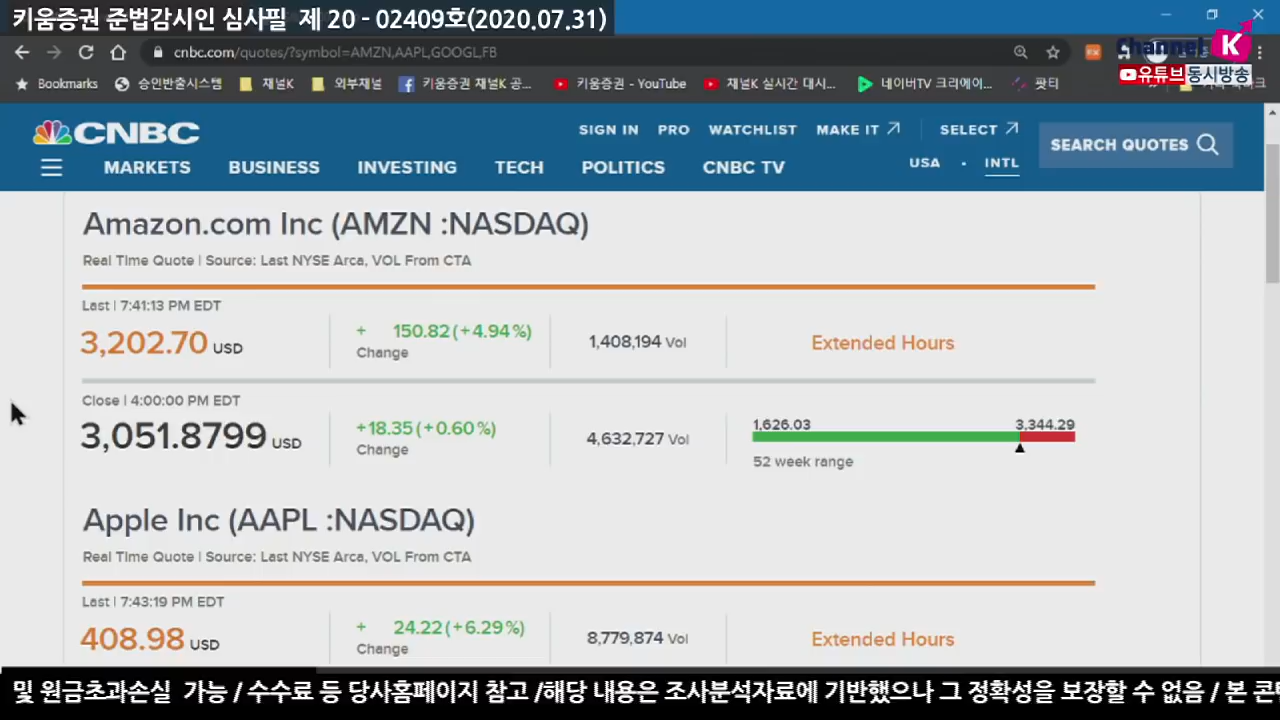 키움증권 준법감시인 심사필 제 20 - 02409호(2020.07.31)
cnbc.com/quotes/?symbol=AMZN,AAPL,GOOGL,FB
Channel K
유튜브 동시방송
Bookmarks 승인반출시스템 재널K 외부재널 키움증권 재널K 공... 키움증권 - YouTube 재널K 실시간 대시... 네이버TV 크리에이... 팟티
CNBC
SIGN IN PRO WATCHLIST MAKE IT SELECT
SEARCH QUOTES
USA • INTL
MARKETS BUSINESS INVESTING TECH POLITICS CNBC TV
Amazon.com Inc (AMZN :NASDAQ)
Real Time Quote | Source: Last NYSE Arca, VOL From CTA
Last | 7:41:13 PM EDT
3,202.70 USD
+ 150.82 (+4.94%)
Change
1,408,194 Vol
Extended Hours
Close | 4:00:00 PM EDT
3,051.8799 USD
+18.35 (+0.60%)
Change
4,632,727 Vol
1,626.03 3,344.29
52 week range
Apple Inc (AAPL :NASDAQ)
Real Time Quote | Source: Last NYSE Arca, VOL From CTA
Last | 7:43:19 PM EDT
408.98 USD
+ 24.22 (+6.29%)
Change
8,779,874 Vol
Extended Hours
및 원금초과손실 가능 / 수수료 등 당사홈페이지 참고 /해당 내용은 조사분석자료에 기반했으나 그 정확성을 보장할 수 없음 / 본